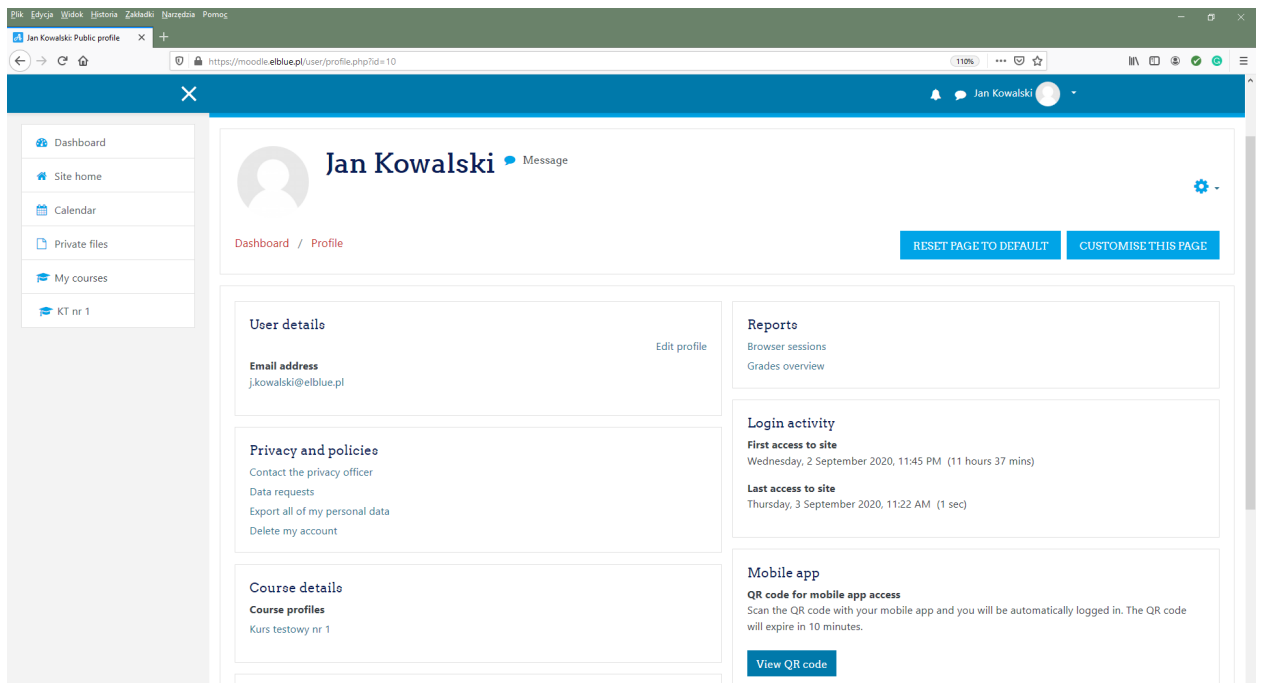 Plik Edycja Widok Historia Zakładki Narzędzia Pomoc
Jan Kowalski: Public profile
https://moodle.elblue.pl/user/profile.php?id=10
110%
Jan Kowalski
Dashboard
Site home
Calendar
Private files
My courses
KT nr 1
Jan Kowalski
Message
Dashboard / Profile
RESET PAGE TO DEFAULT
CUSTOMISE THIS PAGE
User details
Edit profile
Email address
j.kowalski@elblue.pl
Privacy and policies
Contact the privacy officer
Data requests
Export all of my personal data
Delete my account
Course details
Course profiles
Kurs testowy nr 1
Reports
Browser sessions
Grades overview
Login activity
First access to site
Wednesday, 2 September 2020, 11:45 PM (11 hours 37 mins)
Last access to site
Thursday, 3 September 2020, 11:22 AM (1 sec)
Mobile app
QR code for mobile app access
Scan the QR code with your mobile app and you will be automatically logged in. The QR code
will expire in 10 minutes.
View QR code